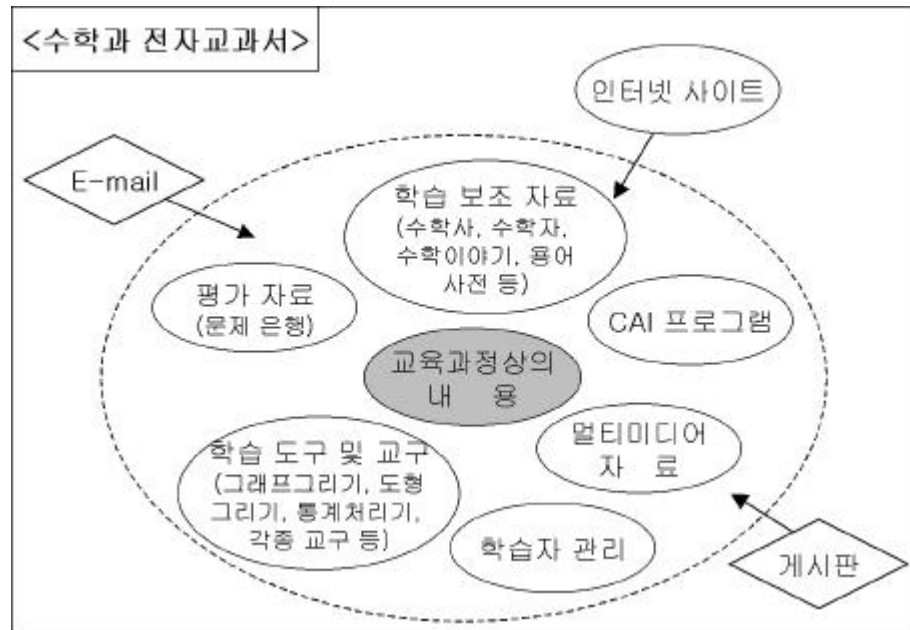 <수학과 전자교과서>
인터넷 사이트
E-mail
학습 보조 자료
(수학사, 수학자,
수학이야기, 용어
사전 등)
평가 자료
(문제 은행)
CAI 프로그램
교육과정상의
내 용
멀티미디어
자 료
학습 도구 및 교구
(그래프그리기, 도형
그리기, 통계처리기,
각종 교구 등)
학습자 관리
게시판